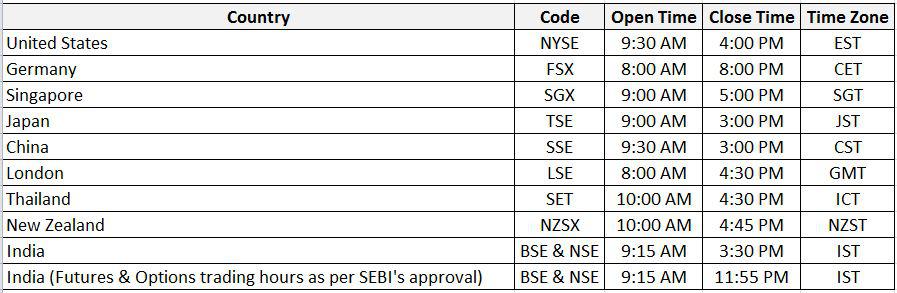 Country Code Open Time Close Time Time Zone
United States NYSE 9:30 AM 4:00 PM EST
Germany FSX 8:00 AM 8:00 PM CET
Singapore SGX 9:00 AM 5:00 PM SGT
Japan TSE 9:00 AM 3:00 PM JST
China SSE 9:30 AM 3:00 PM CST
London LSE 8:00 AM 4:30 PM GMT
Thailand SET 10:00 AM 4:30 PM ICT
New Zealand NZSX 10:00 AM 4:45 PM NZST
India BSE & NSE 9:15 AM 3:30 PM IST
India (Futures & Options trading hours as per SEBI's approval) BSE & NSE 9:15 AM 11:55 PM IST